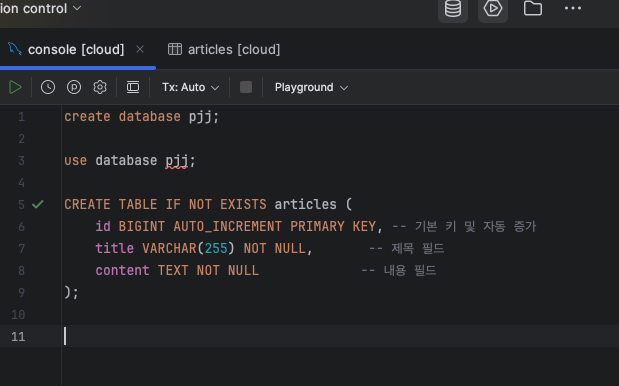 ion control
console [cloud]
articles [cloud]
Tx: Auto
Playground
1 create database pjj;
2
3 use database pjj;
4
5 CREATE TABLE IF NOT EXISTS articles (
6 id BIGINT AUTO_INCREMENT PRIMARY KEY, -- 기본 키 및 자동 증가
7 title VARCHAR(255) NOT NULL, -- 제목 필드
8 content TEXT NOT NULL -- 내용 필드
9 );
10
11